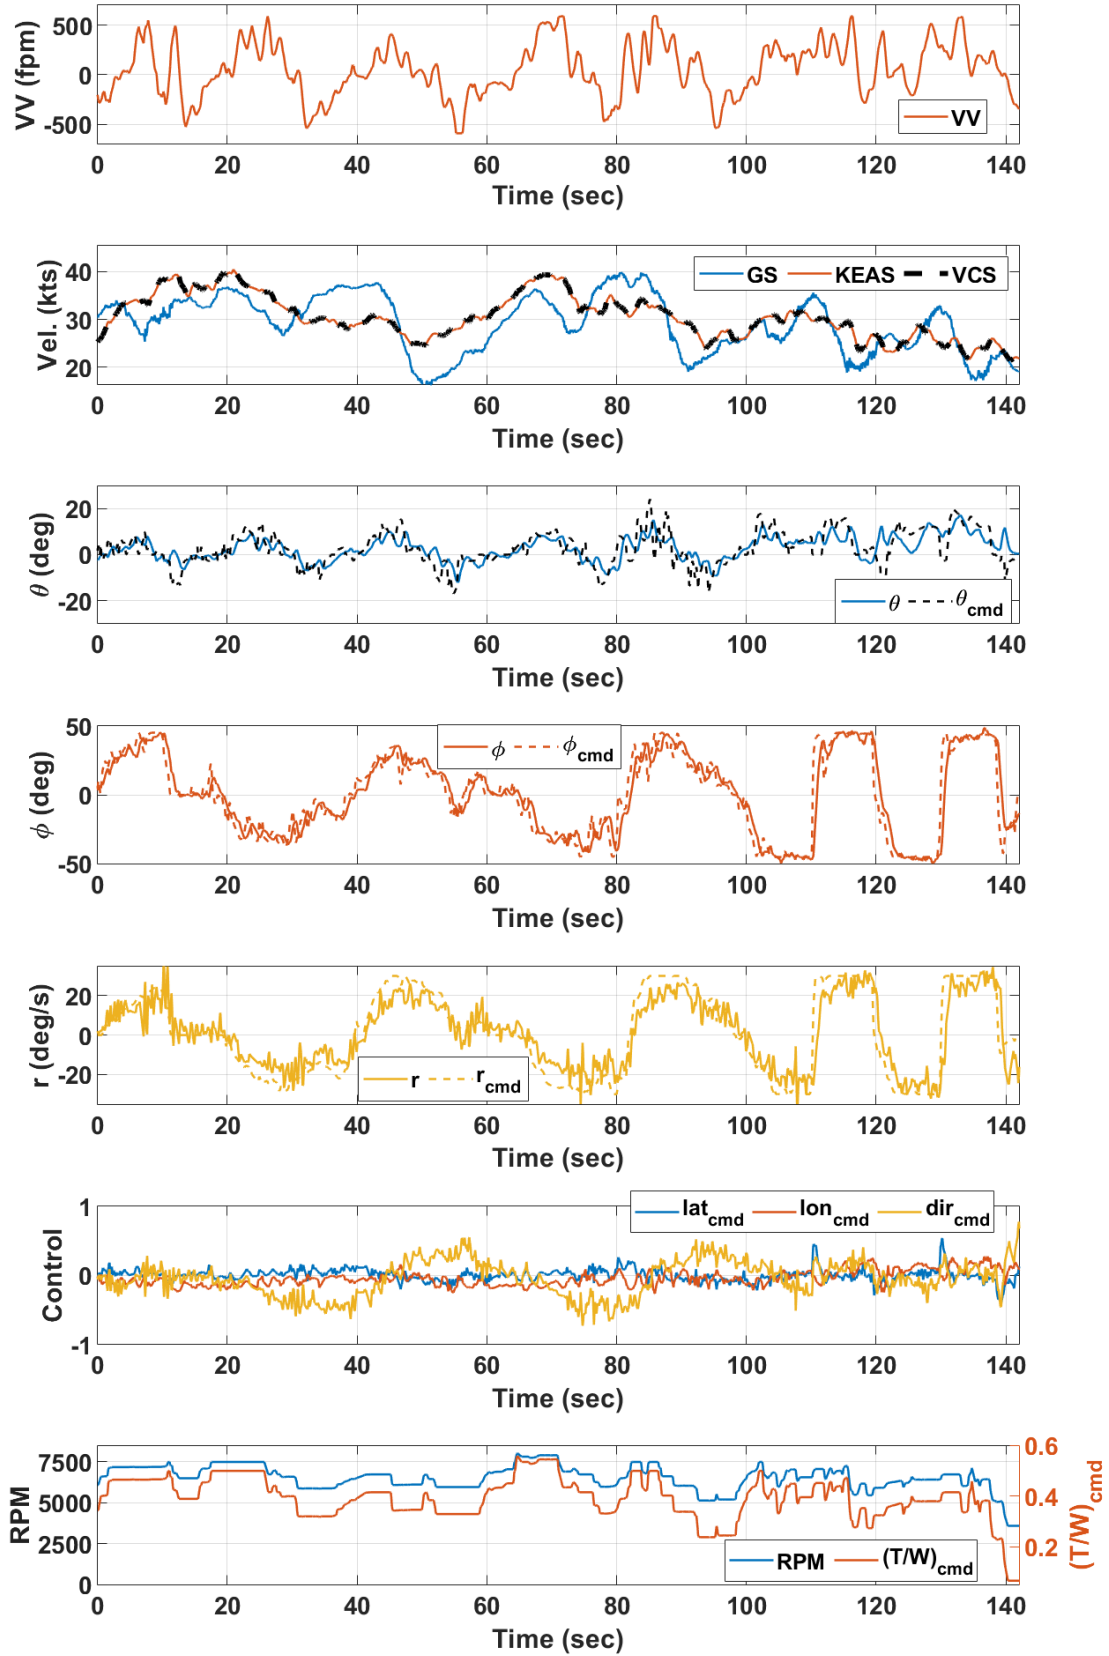 VV (fpm)
500
0
-500
VV
0 20 40 60 80 100 120 140
Time (sec)
Vel. (kts)
40
30
20
GS KEAS VCS
0 20 40 60 80 100 120 140
Time (sec)
θ (deg)
20
0
-20
θ θcmd
0 20 40 60 80 100 120 140
Time (sec)
ϕ (deg)
50
0
-50
ϕ ϕcmd
0 20 40 60 80 100 120 140
Time (sec)
r (deg/s)
20
0
-20
r rcmd
0 20 40 60 80 100 120 140
Time (sec)
Control
1
0
-1
latcmd loncmd dircmd
0 20 40 60 80 100 120 140
Time (sec)
RPM
7500
5000
2500
0
0.6
0.4
0.2
(T/W)cmd
RPM (T/W)cmd
0 20 40 60 80 100 120 140
Time (sec)